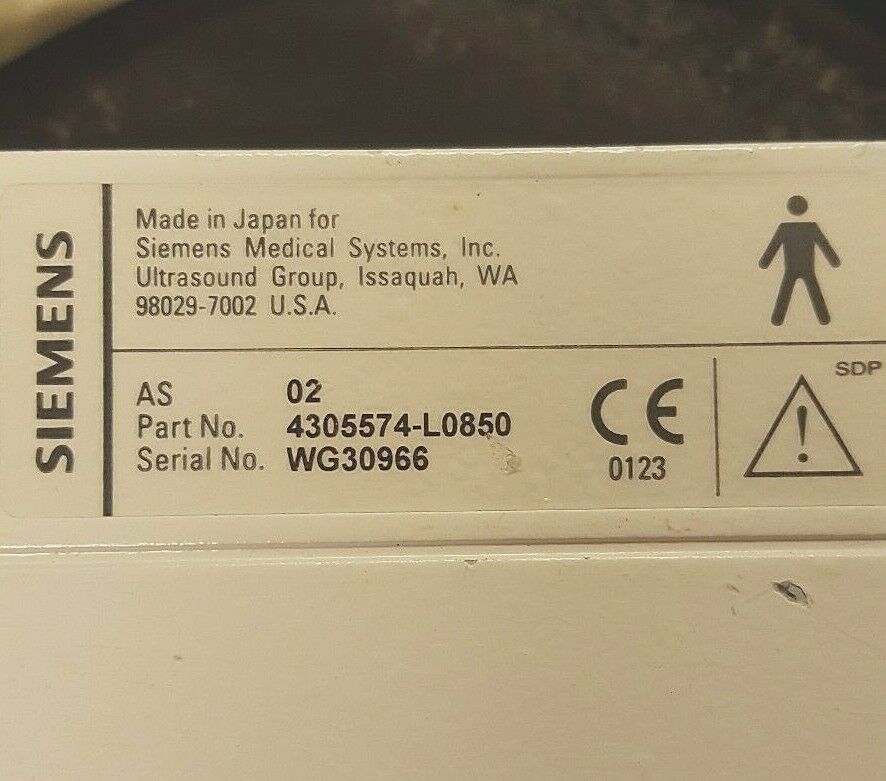 SIEMENS
Made in Japan for
Siemens Medical Systems, Inc.
Ultrasound Group, Issaquah, WA
98029-7002 U.S.A.
AS 02
Part No. 4305574-L0850
Serial No. WG30966
CE
0123
SDP
!